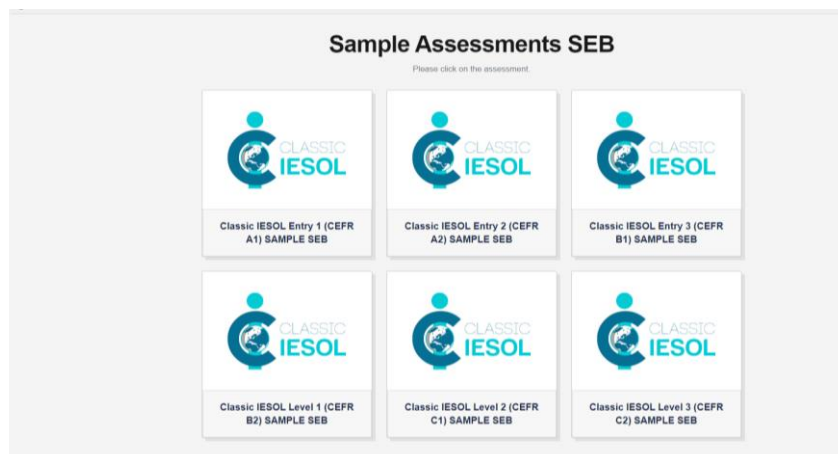 Sample Assessments SEB
Please click on the assessment.
CLASSIC
IESOL
CLASSIC
IESOL
CLASSIC
IESOL
Classic IESOL Entry 1 (CEFR
A1) SAMPLE SEB
Classic IESOL Entry 2 (CEFR
A2) SAMPLE SEB
Classic IESOL Entry 3 (CEFR
B1) SAMPLE SEB
CLASSIC
IESOL
CLASSIC
IESOL
CLASSIC
IESOL
Classic IESOL Level 1 (CEFR
B2) SAMPLE SEB
Classic IESOL Level 2 (CEFR
C1) SAMPLE SEB
Classic IESOL Level 3 (CEFR
C2) SAMPLE SEB